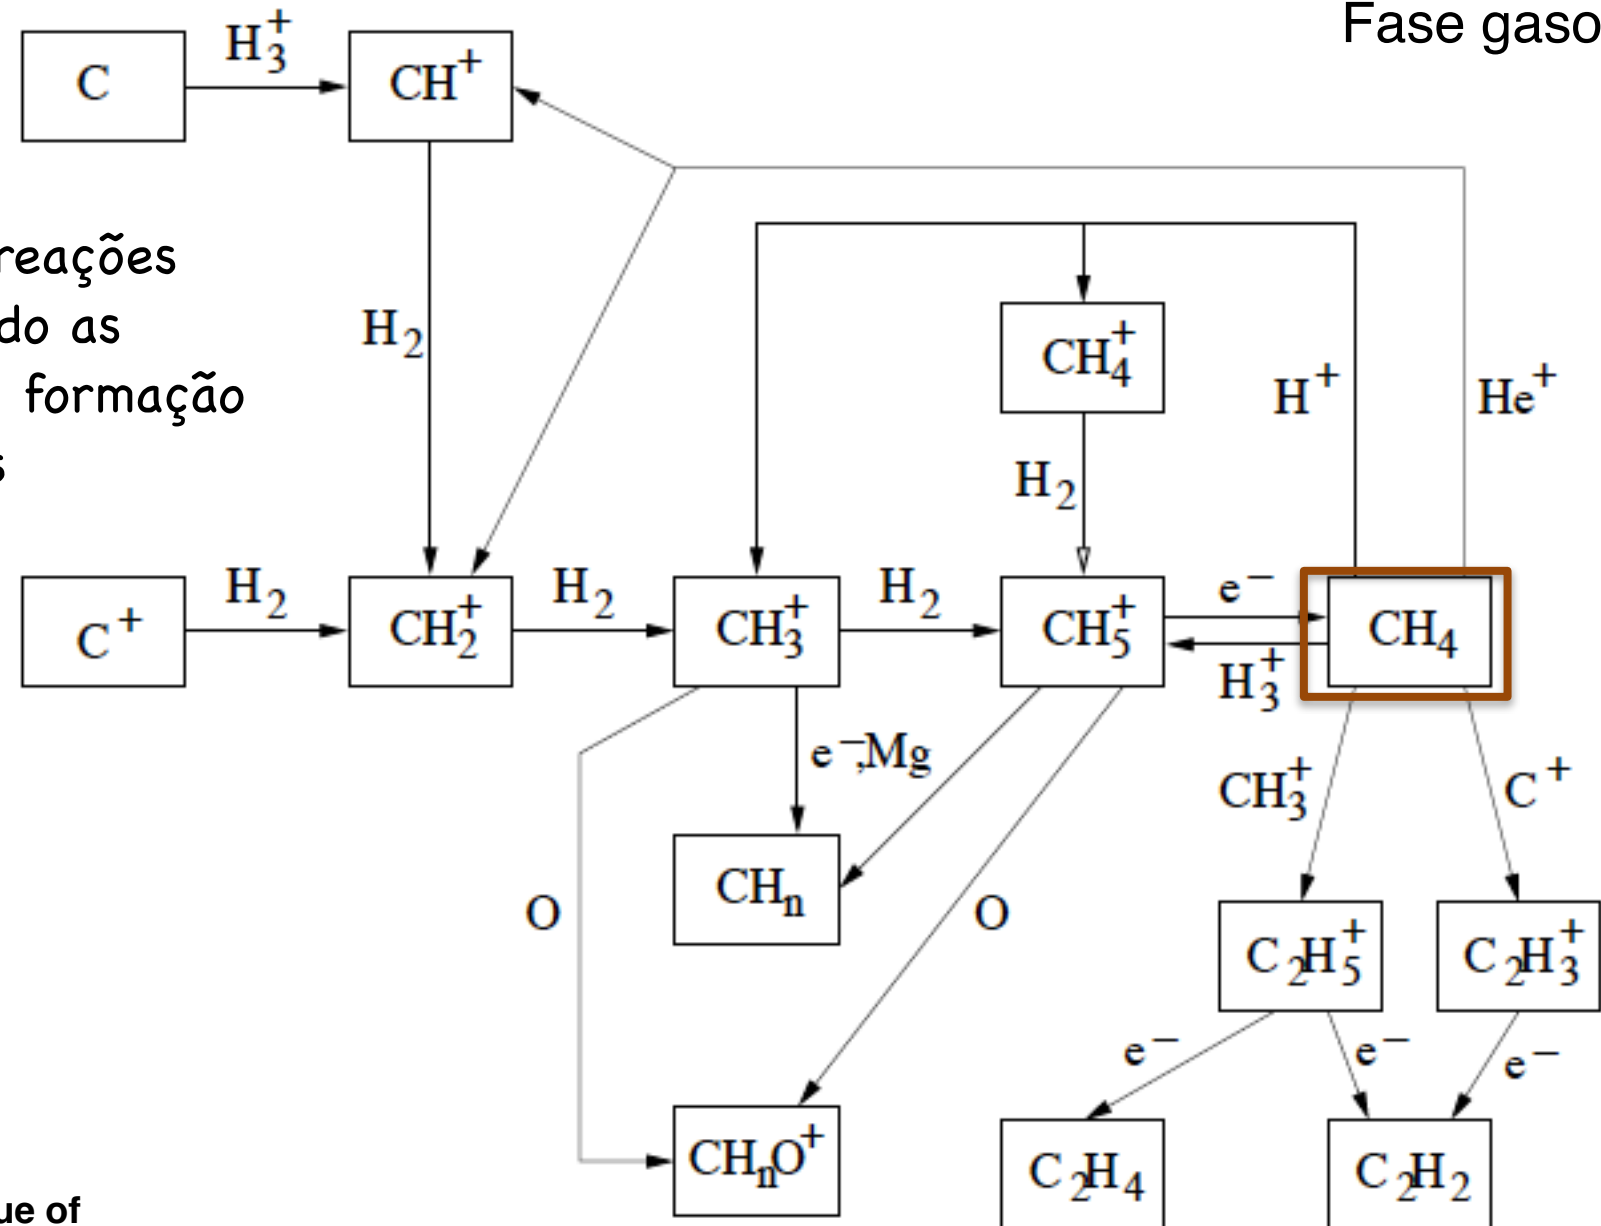 Fase gaso
C
H3+
CH+
reações
do as
formação
s
H2
CH4+
H+
He+
H2
C+
H2
CH2+
H2
CH3+
H2
CH5+
e−
H3+
CH4
e−,Mg
CH3+
C+
CHn
O
O
C2H5+
C2H3+
e−
e−
e−
CHnO+
C2H4
C2H2
ue of